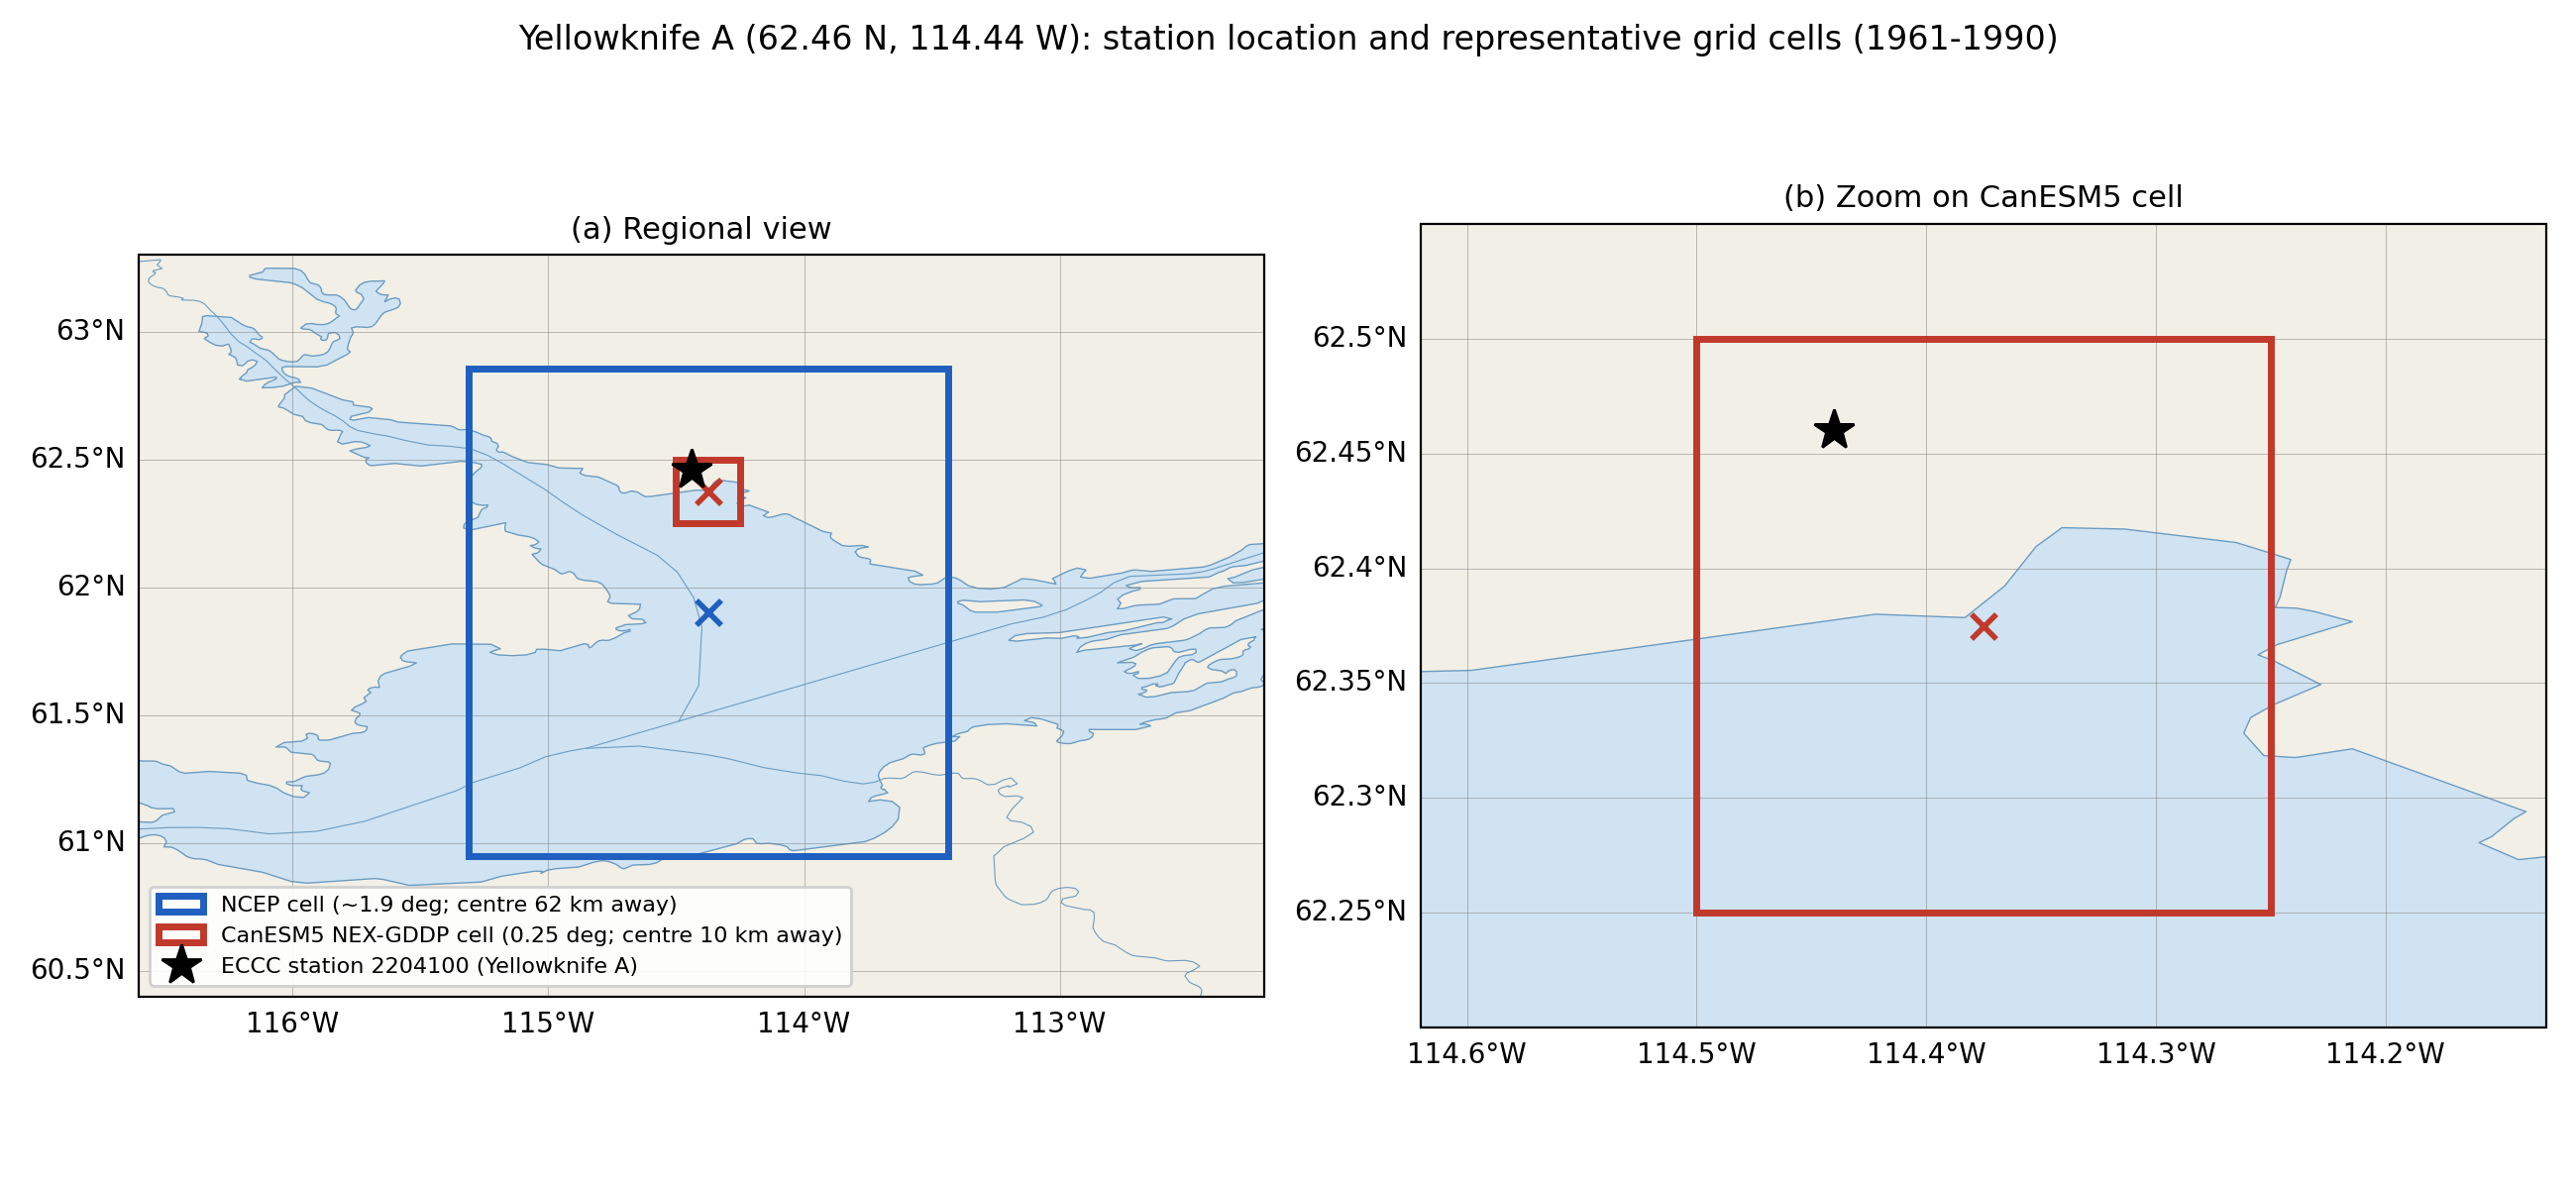 Yellowknife A (62.46 N, 114.44 W): station location and representative grid cells (1961-1990)
(a) Regional view
63°N
62.5°N
62°N
61.5°N
61°N
60.5°N
116°W
115°W
114°W
113°W
NCEP cell (~1.9 deg; centre 62 km away)
CanESM5 NEX-GDDP cell (0.25 deg; centre 10 km away)
ECCC station 2204100 (Yellowknife A)
(b) Zoom on CanESM5 cell
62.5°N
62.45°N
62.4°N
62.35°N
62.3°N
62.25°N
114.6°W
114.5°W
114.4°W
114.3°W
114.2°W